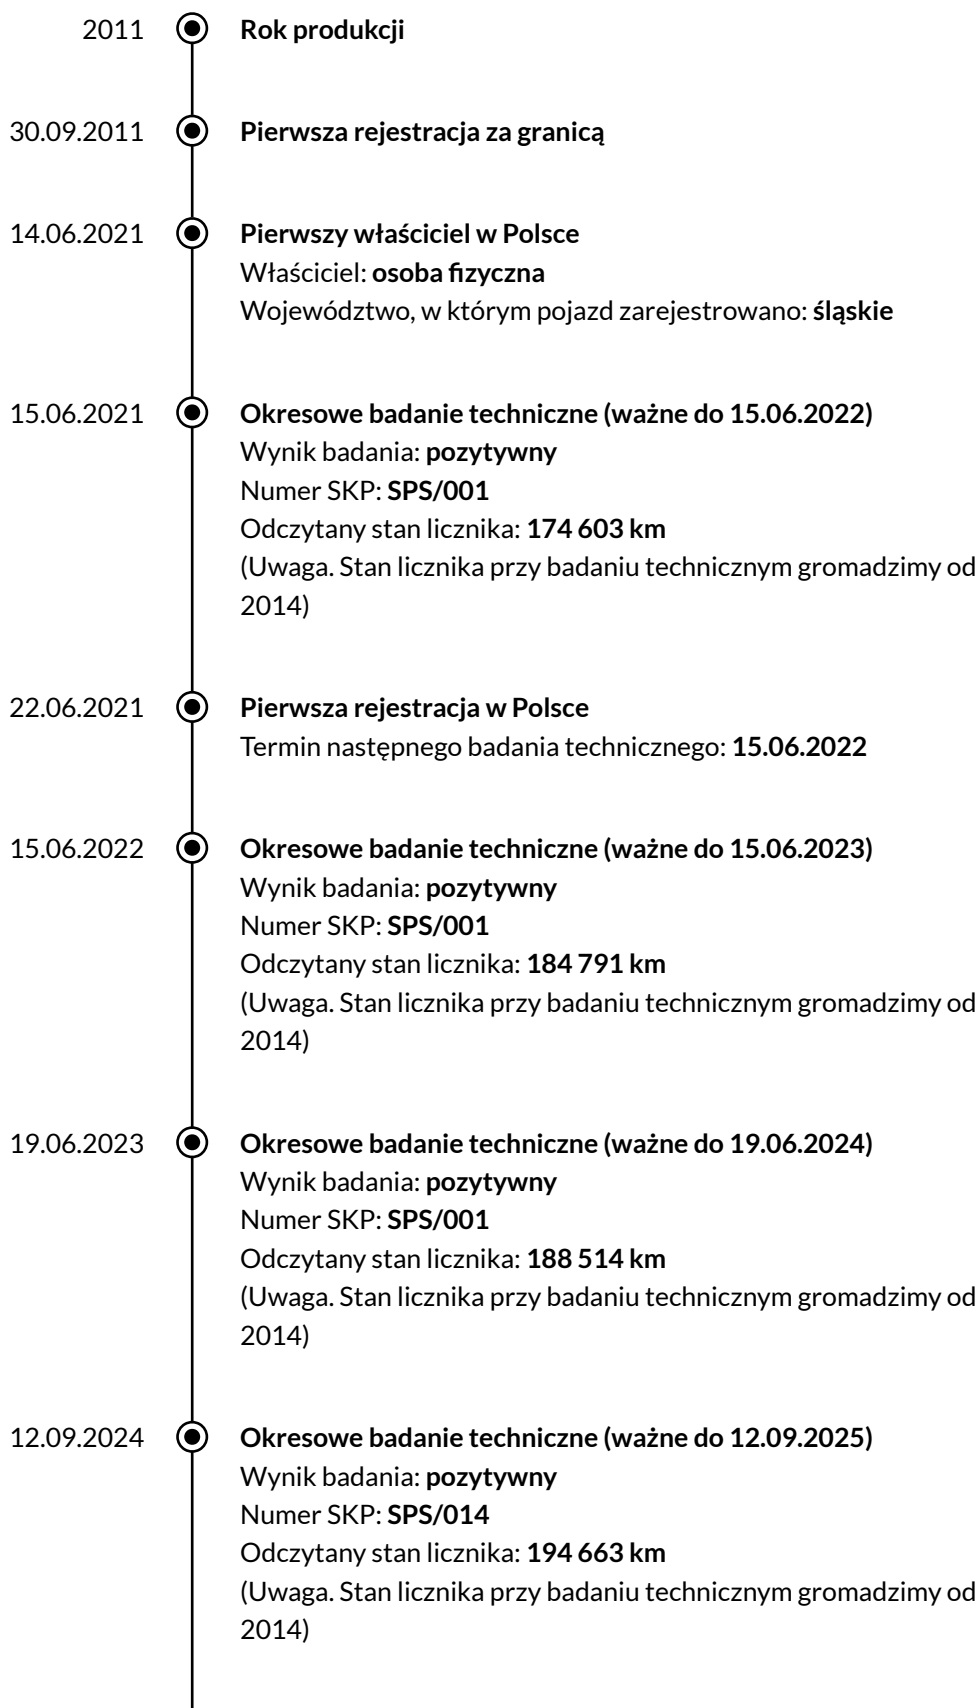 2011 Rok produkcji
30.09.2011 Pierwsza rejestracja za granicą
14.06.2021 Pierwszy właściciel w Polsce
Właściciel: osoba fizyczna
Województwo, w którym pojazd zarejestrowano: śląskie
15.06.2021 Okresowe badanie techniczne (ważne do 15.06.2022)
Wynik badania: pozytywny
Numer SKP: SPS/001
Odczytany stan licznika: 174 603 km
(Uwaga. Stan licznika przy badaniu technicznym gromadzimy od
2014)
22.06.2021 Pierwsza rejestracja w Polsce
Termin następnego badania technicznego: 15.06.2022
15.06.2022 Okresowe badanie techniczne (ważne do 15.06.2023)
Wynik badania: pozytywny
Numer SKP: SPS/001
Odczytany stan licznika: 184 791 km
(Uwaga. Stan licznika przy badaniu technicznym gromadzimy od
2014)
19.06.2023 Okresowe badanie techniczne (ważne do 19.06.2024)
Wynik badania: pozytywny
Numer SKP: SPS/001
Odczytany stan licznika: 188 514 km
(Uwaga. Stan licznika przy badaniu technicznym gromadzimy od
2014)
12.09.2024 Okresowe badanie techniczne (ważne do 12.09.2025)
Wynik badania: pozytywny
Numer SKP: SPS/014
Odczytany stan licznika: 194 663 km
(Uwaga. Stan licznika przy badaniu technicznym gromadzimy od
2014)